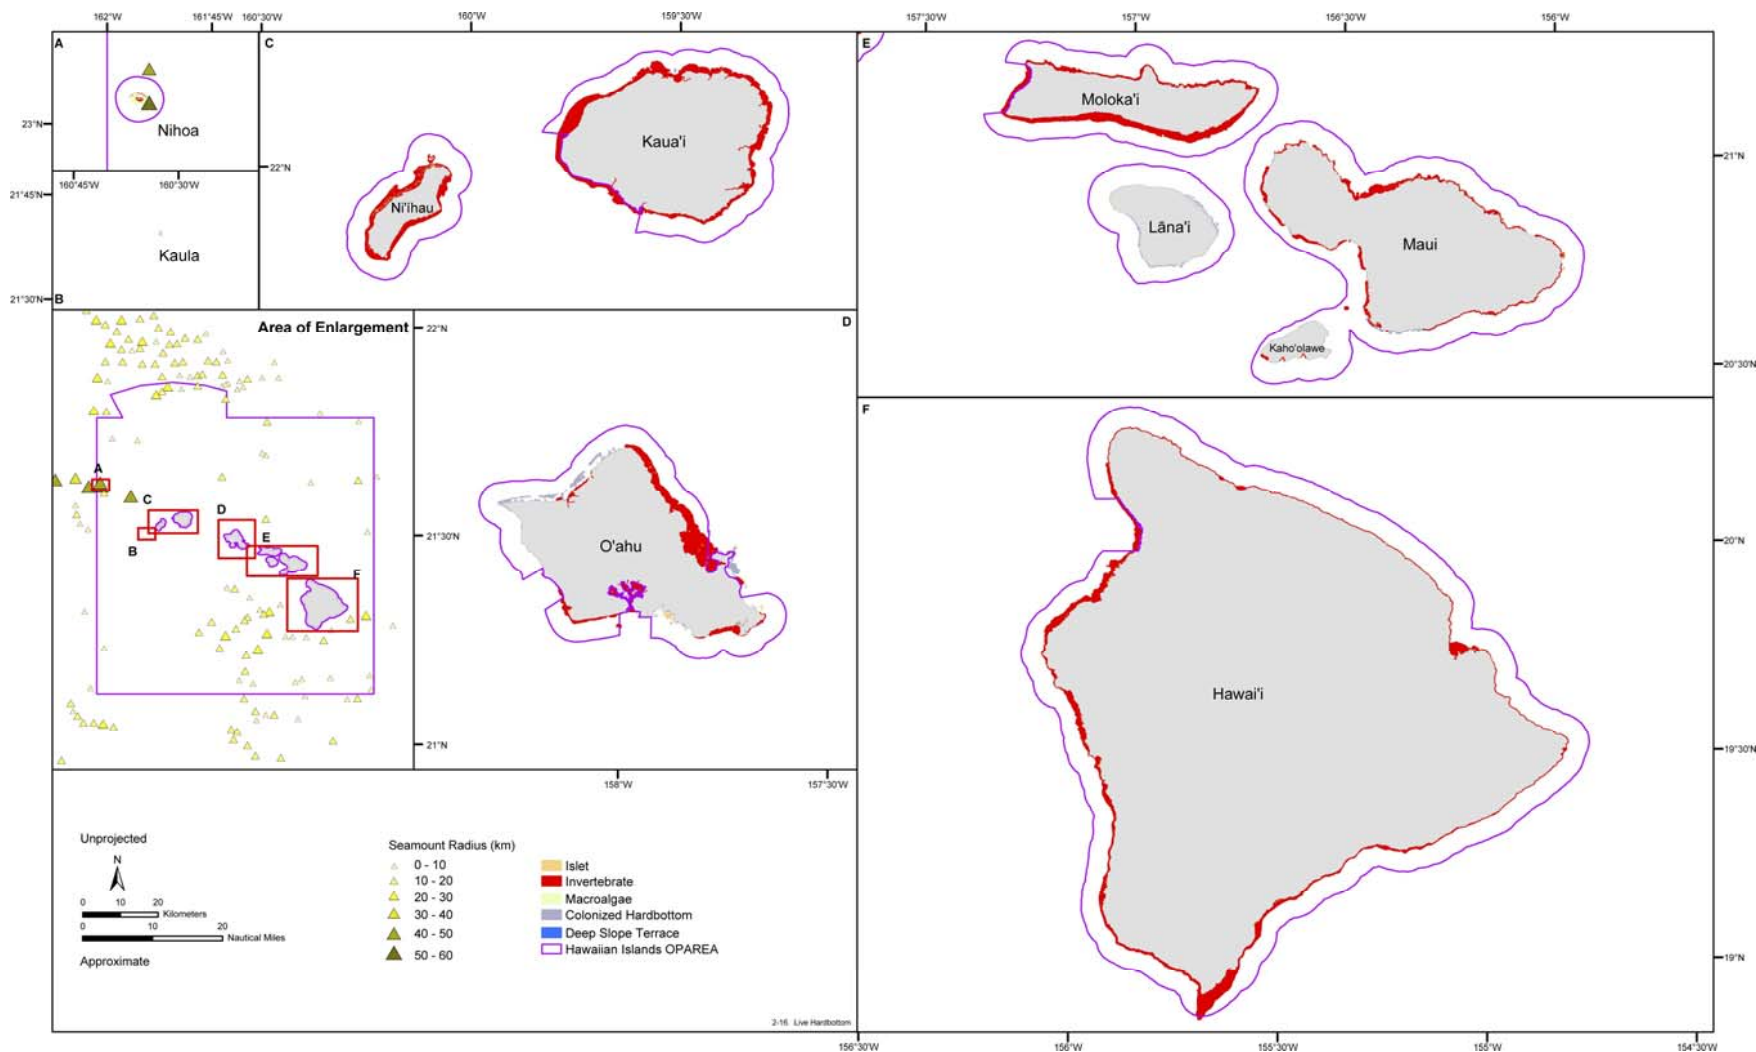 162°W
161°45'W
160°30'W
160°W
159°30'W
157°30'W
157°W
156°30'W
156°W
A
C
E
Nihoa
23°N
160°45'W
160°30'W
21°45'N
Kaula
21°30'N
B
22°N
Kaua'i
Ni'ihau
Moloka'i
Lāna'i
Maui
Kaho'olawe
21°N
20°30'N
Area of Enlargement
D
22°N
A
C
B
D
E
F
21°30'N
O'ahu
21°N
158°W
157°30'W
F
Hawai'i
20°N
19°30'N
19°N
Unprojected
N
0 10 20
Kilometers
0 10 20
Nautical Miles
Approximate
Seamount Radius (km)
0 - 10
10 - 20
20 - 30
30 - 40
40 - 50
50 - 60
Islet
Invertebrate
Macroalgae
Colonized Hardbottom
Deep Slope Terrace
Hawaiian Islands OPAREA
2-16. Live Hardbottom
156°30'W
156°W
155°30'W
155°W
154°30'W